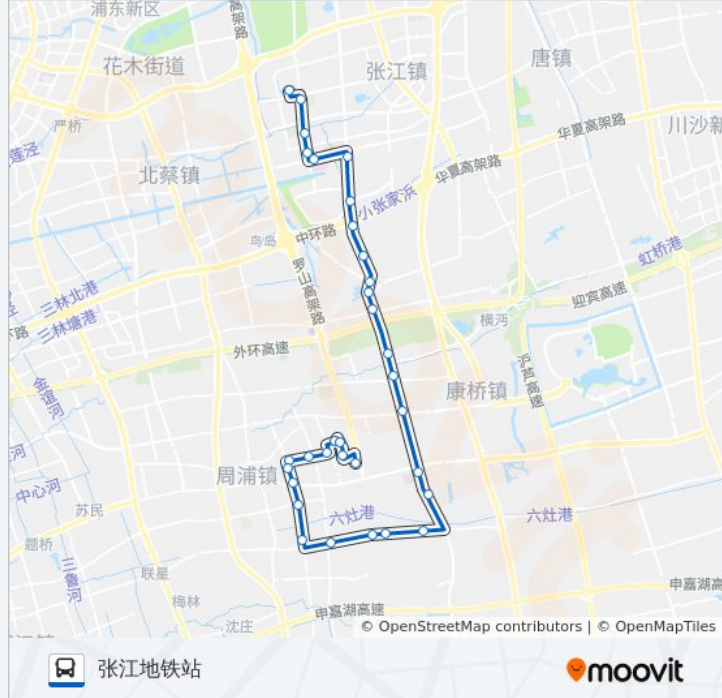 浦东新区
高架路
花木街道
张江镇
唐镇
严桥
华夏高架路
川沙新
莲泾
北蔡镇
华夏高架路
小张家浜
鸟岛
中环路
虹桥港
罗山高架路
三林北港
迎宾高速
环路
三林塘港
横沔
外环高速
沪芦高速
金谊河
康桥镇
河
周浦镇
中心河
苏民
六灶港
六灶港
题桥
三鲁河
联星
申嘉湖高
梅林
申嘉湖高速
沈庄
© OpenStreetMap contributors | © OpenMapTiles
张江地铁站
moovit